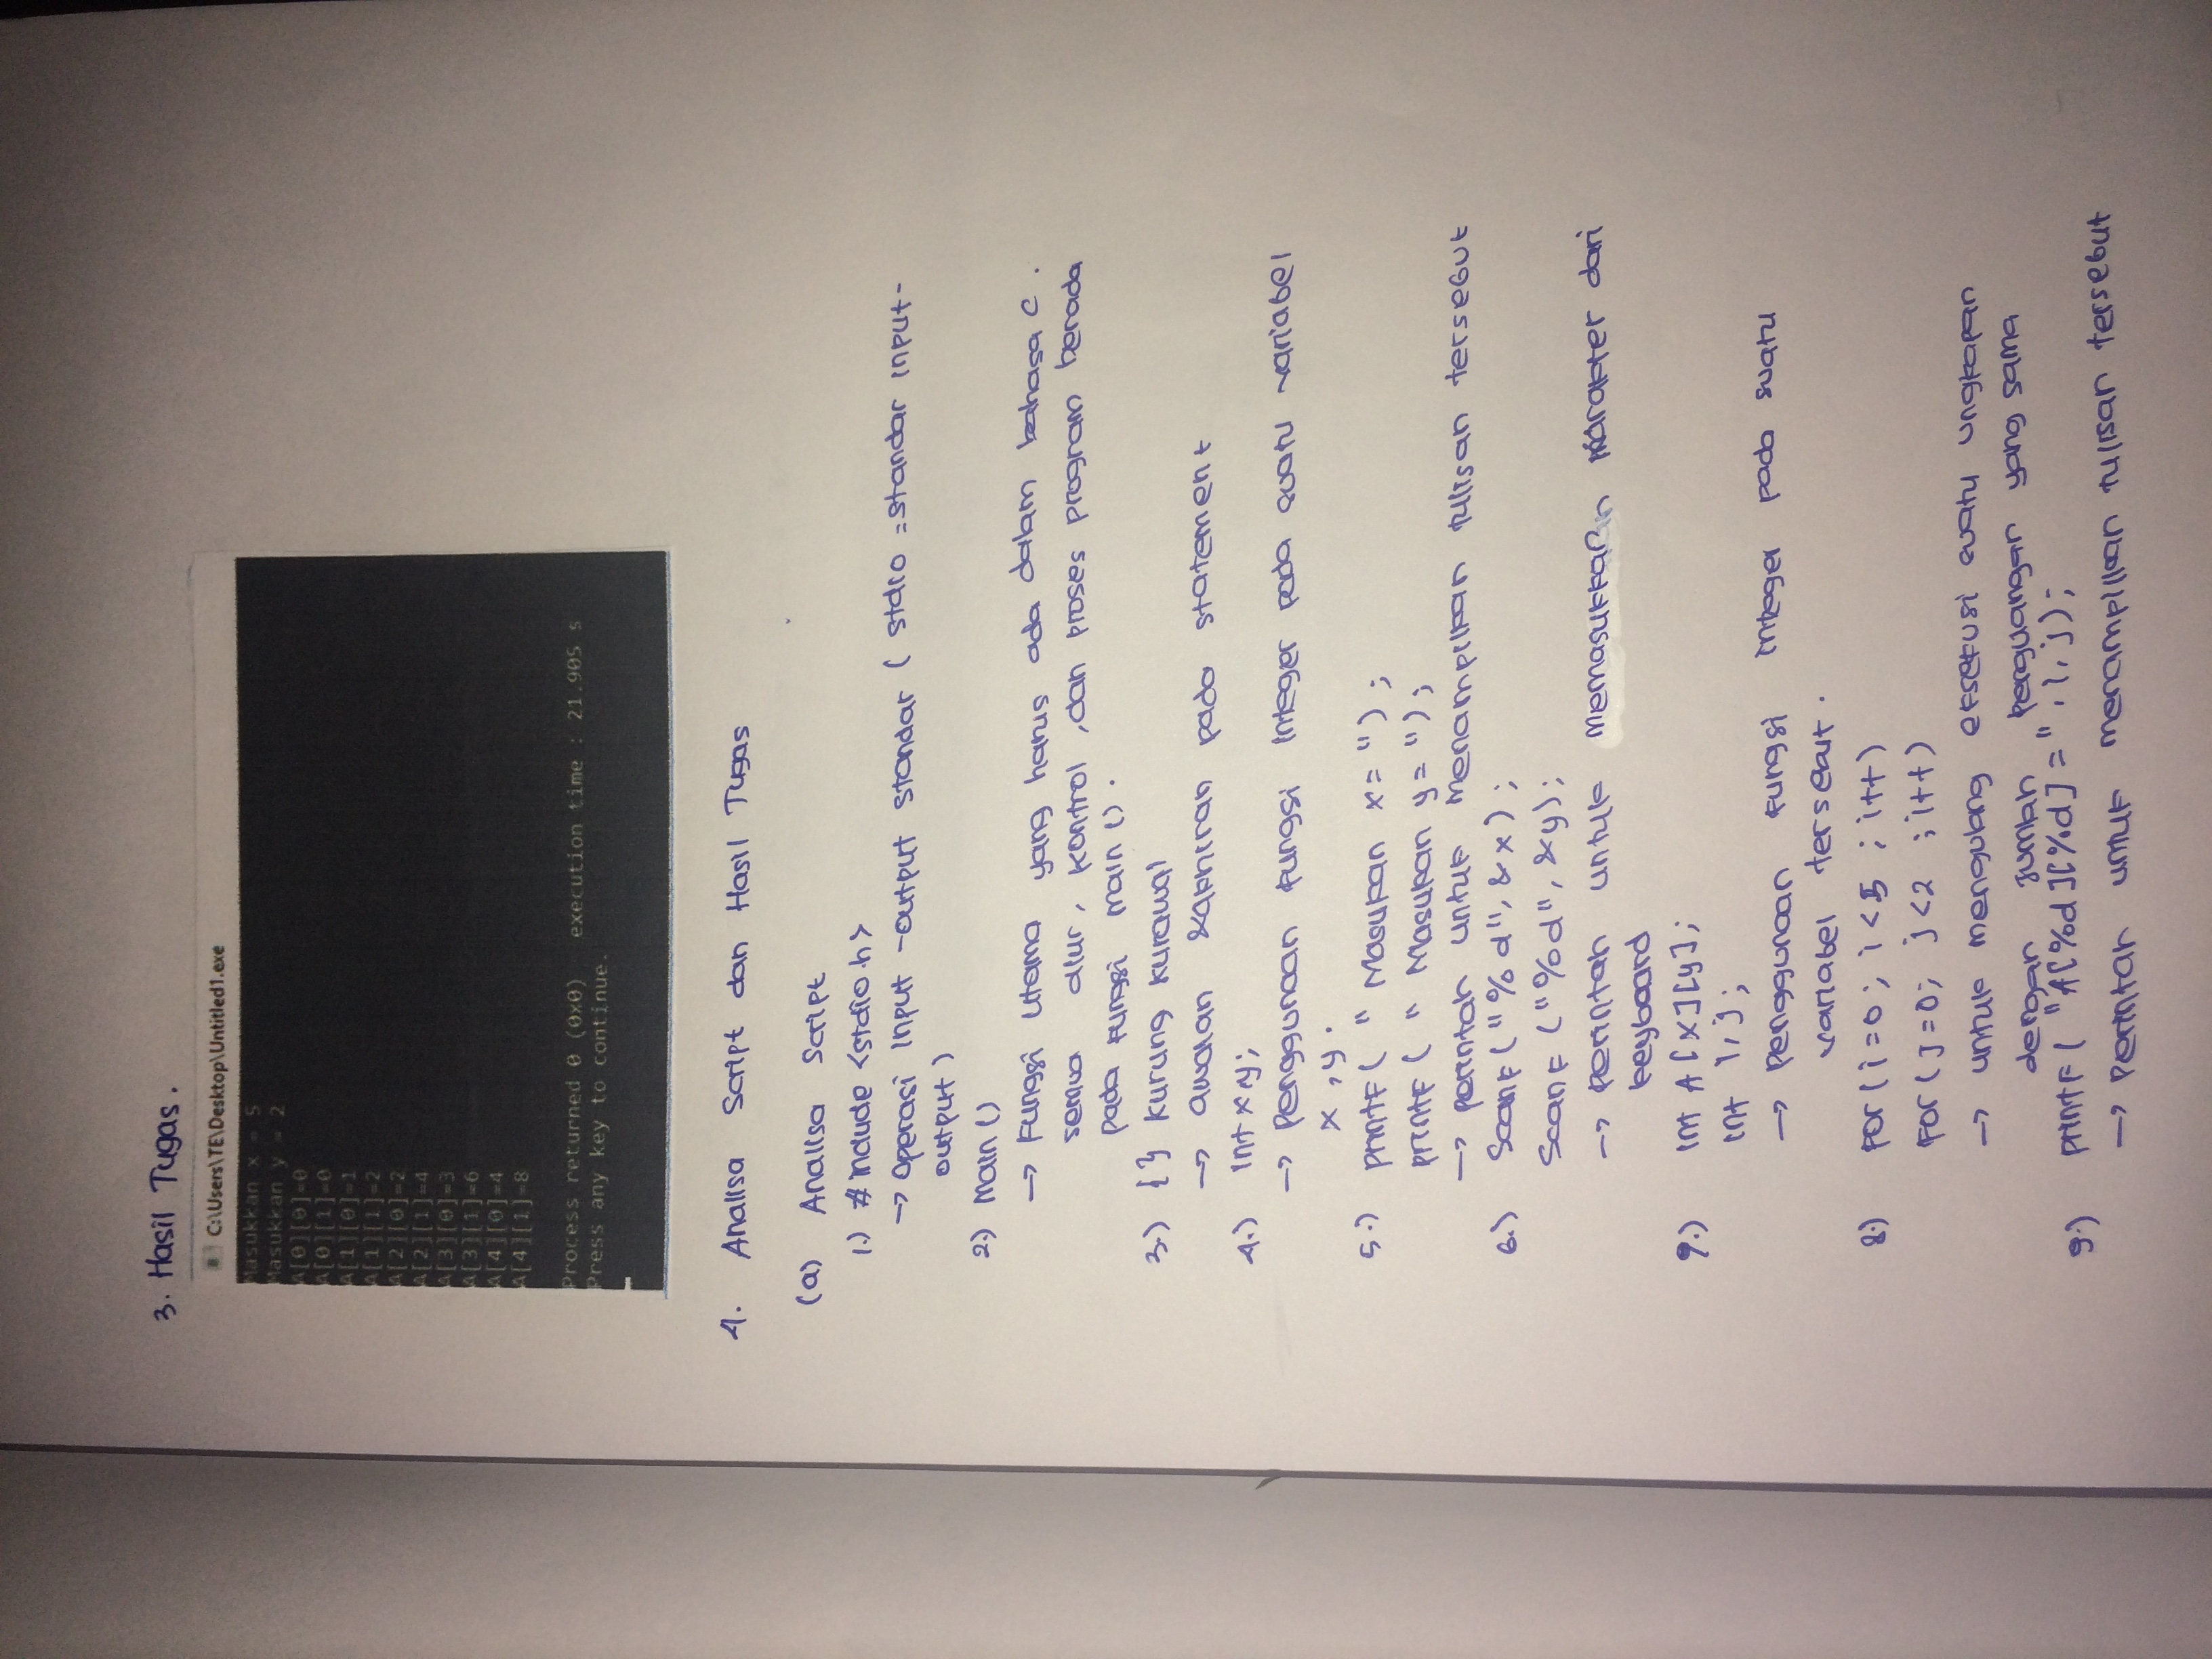 3. Hasil Tugas.
C:\Users\TE\Desktop\Untitled1.exe
Masukkan x = 5
Masukkan y = 2
A[0][0]=0
A[0][1]=0
A[1][0]=1
A[1][1]=2
A[2][0]=2
A[2][1]=4
A[3][0]=3
A[3][1]=6
A[4][0]=4
A[4][1]=8
Process returned 0 (0x0) execution time : 21.905 s
Press any key to continue.
4. Analisa Script dan Hasil Tugas
(a) Analisa Script
1.) # Include <stdio.h>
→ Operasi Input -output standar ( stdio = standar input-
output )
2.) Main ()
→ Fungsi utama yang harus ada dalam bahasa C.
semua alur, kontrol, dan proses program berada
pada fungsi main ().
3.) { } kurung kurawal
→ awalan & akhiran pada statement
4.) Int x,y;
→ Penggunaan fungsi Integer pada suatu variabel
x, y.
5.) printf ( " Masukan x = " );
printf ( " Masukan y = " );
→ perintah untuk menampilkan tulisan tersebut
6.) Scanf ( "%d", & x );
Scanf ( "%d", & y );
→ perintah untuk memasukkan karakter dari
keyboard
7.) Int A [x][y];
Int i, j;
→ Penggunaan fungsi integer pada suatu
variabel tersebut.
8.) For ( i = 0 ; i < 5 ; i++ )
For ( j = 0 ; j < 2 ; i++ )
→ untuk mengulang eksekusi suatu ungkapan
dengan jumlah pengulangan yang sama
9.) printf ( "A[%d][%d] = ", i, j );
→ perintah untuk menampilkan tulisan tersebut